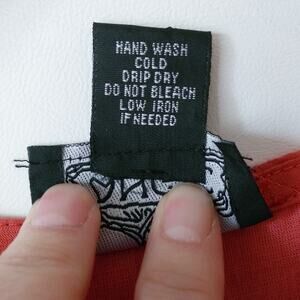 HAND WASH
COLD
DRIP DRY
DO NOT BLEACH
LOW IRON
IF NEEDED